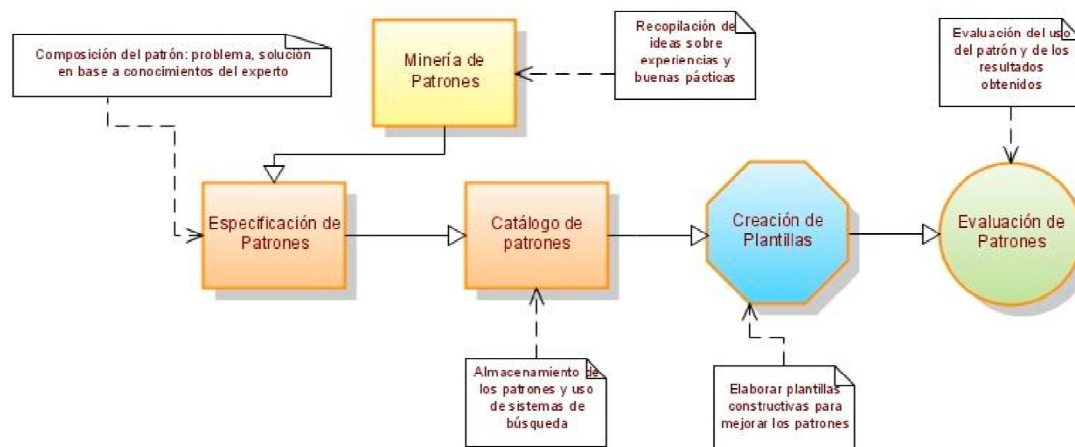 Composición del patrón: problema, solución
en base a conocimientos del experto
Minería de
Patrones
Recopilación de
ideas sobre
experiencias y
buenas pácticas
Evaluación del uso
del patrón y de los
resultados
obtenidos
Especificación de
Patrones
Catálogo de
patrones
Creación de
Plantillas
Evaluación de
Patrones
Almacenamiento de
los patrones y uso
de sistemas de
búsqueda
Elaborar plantillas
constructivas para
mejorar los patrones